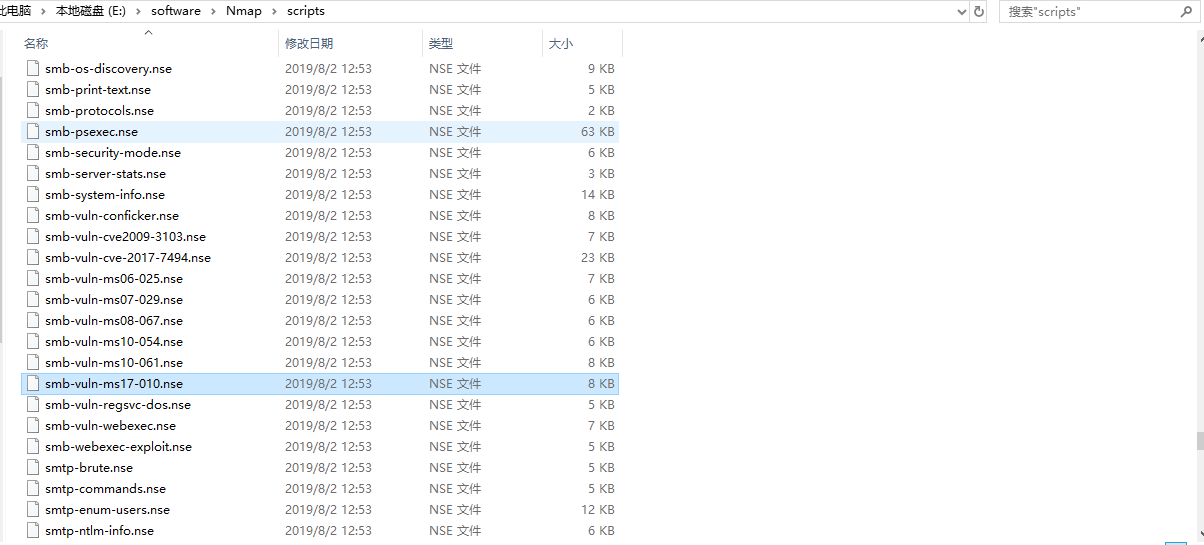 此电脑 > 本地磁盘 (E:) > software > Nmap > scripts 搜索"scripts"
名称 修改日期 类型 大小
smb-os-discovery.nse 2019/8/2 12:53 NSE 文件 9 KB
smb-print-text.nse 2019/8/2 12:53 NSE 文件 5 KB
smb-protocols.nse 2019/8/2 12:53 NSE 文件 2 KB
smb-psexec.nse 2019/8/2 12:53 NSE 文件 63 KB
smb-security-mode.nse 2019/8/2 12:53 NSE 文件 6 KB
smb-server-stats.nse 2019/8/2 12:53 NSE 文件 3 KB
smb-system-info.nse 2019/8/2 12:53 NSE 文件 14 KB
smb-vuln-conficker.nse 2019/8/2 12:53 NSE 文件 8 KB
smb-vuln-cve2009-3103.nse 2019/8/2 12:53 NSE 文件 7 KB
smb-vuln-cve-2017-7494.nse 2019/8/2 12:53 NSE 文件 23 KB
smb-vuln-ms06-025.nse 2019/8/2 12:53 NSE 文件 7 KB
smb-vuln-ms07-029.nse 2019/8/2 12:53 NSE 文件 6 KB
smb-vuln-ms08-067.nse 2019/8/2 12:53 NSE 文件 6 KB
smb-vuln-ms10-054.nse 2019/8/2 12:53 NSE 文件 6 KB
smb-vuln-ms10-061.nse 2019/8/2 12:53 NSE 文件 8 KB
smb-vuln-ms17-010.nse 2019/8/2 12:53 NSE 文件 8 KB
smb-vuln-regsvc-dos.nse 2019/8/2 12:53 NSE 文件 5 KB
smb-vuln-webexec.nse 2019/8/2 12:53 NSE 文件 7 KB
smb-webexec-exploit.nse 2019/8/2 12:53 NSE 文件 5 KB
smtp-brute.nse 2019/8/2 12:53 NSE 文件 5 KB
smtp-commands.nse 2019/8/2 12:53 NSE 文件 5 KB
smtp-enum-users.nse 2019/8/2 12:53 NSE 文件 12 KB
smtp-ntlm-info.nse 2019/8/2 12:53 NSE 文件 6 KB